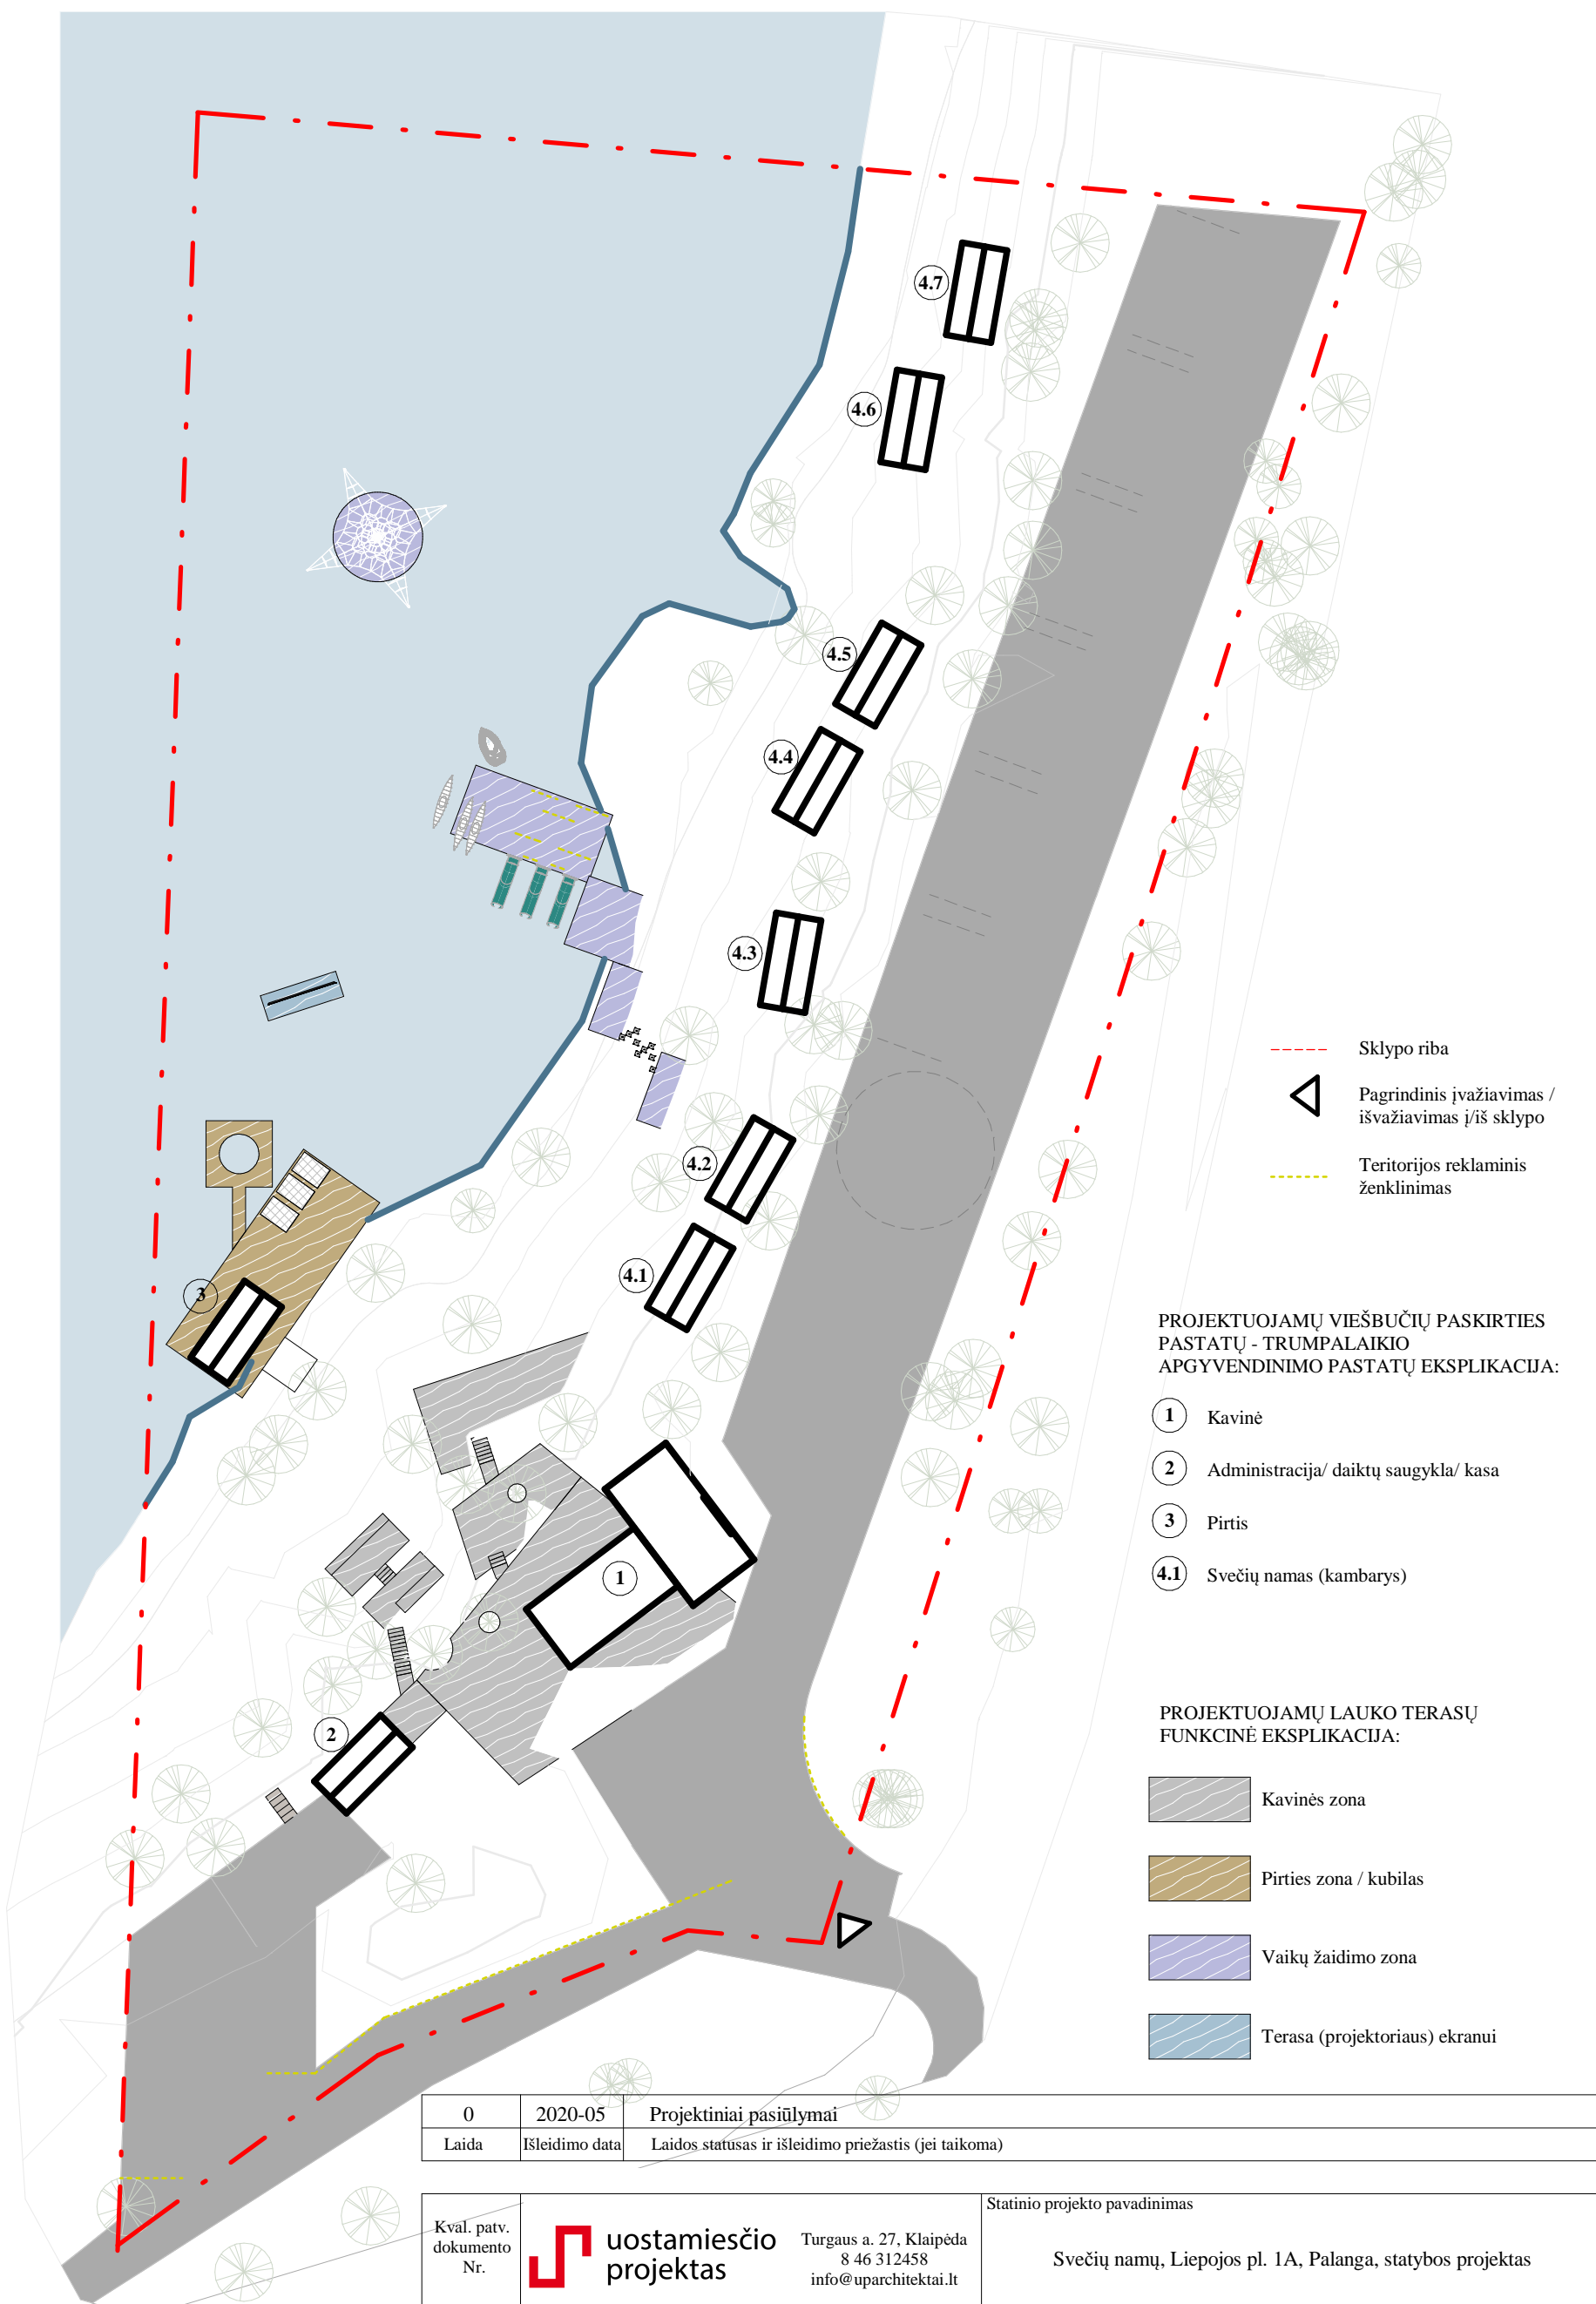 4.7
4.6
4.5
4.4
4.3
4.2
4.1
3
1
2
Sklypo riba
Pagrindinis įvažiavimas /
išvažiavimas į/iš sklypo
Teritorijos reklaminis
ženklinimas
PROJEKTUOJAMŲ VIEŠBUČIŲ PASKIRTIES
PASTATŲ - TRUMPALAIKIO
APGYVENDINIMO PASTATŲ EKSPLIKACIJA:
1 Kavinė
2 Administracija/ daiktų saugykla/ kasa
3 Pirtis
4.1 Svečių namas (kambarys)
PROJEKTUOJAMŲ LAUKO TERASŲ
FUNKCINĖ EKSPLIKACIJA:
Kavinės zona
Pirties zona / kubilas
Vaikų žaidimo zona
Terasa (projektoriaus) ekranui
0 2020-05 Projektiniai pasiūlymai
Laida Išleidimo data Laidos statusas ir išleidimo priežastis (jei taikoma)
Kval. patv.
dokumento
Nr.
uostamiesčio
projektas
Turgaus a. 27, Klaipėda
8 46 312458
info@uparchitektai.lt
Statinio projekto pavadinimas
Svečių namų, Liepojos pl. 1A, Palanga, statybos projektas